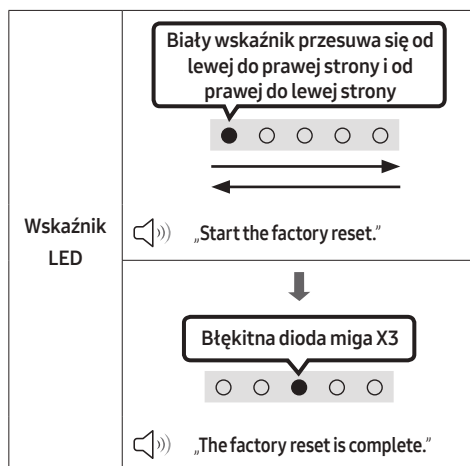 Biały wskaźnik przesuwa się od
lewej do prawej strony i od
prawej do lewej strony
Wskaźnik
LED
„Start the factory reset.”
Błękitna dioda miga X3
„The factory reset is complete.”